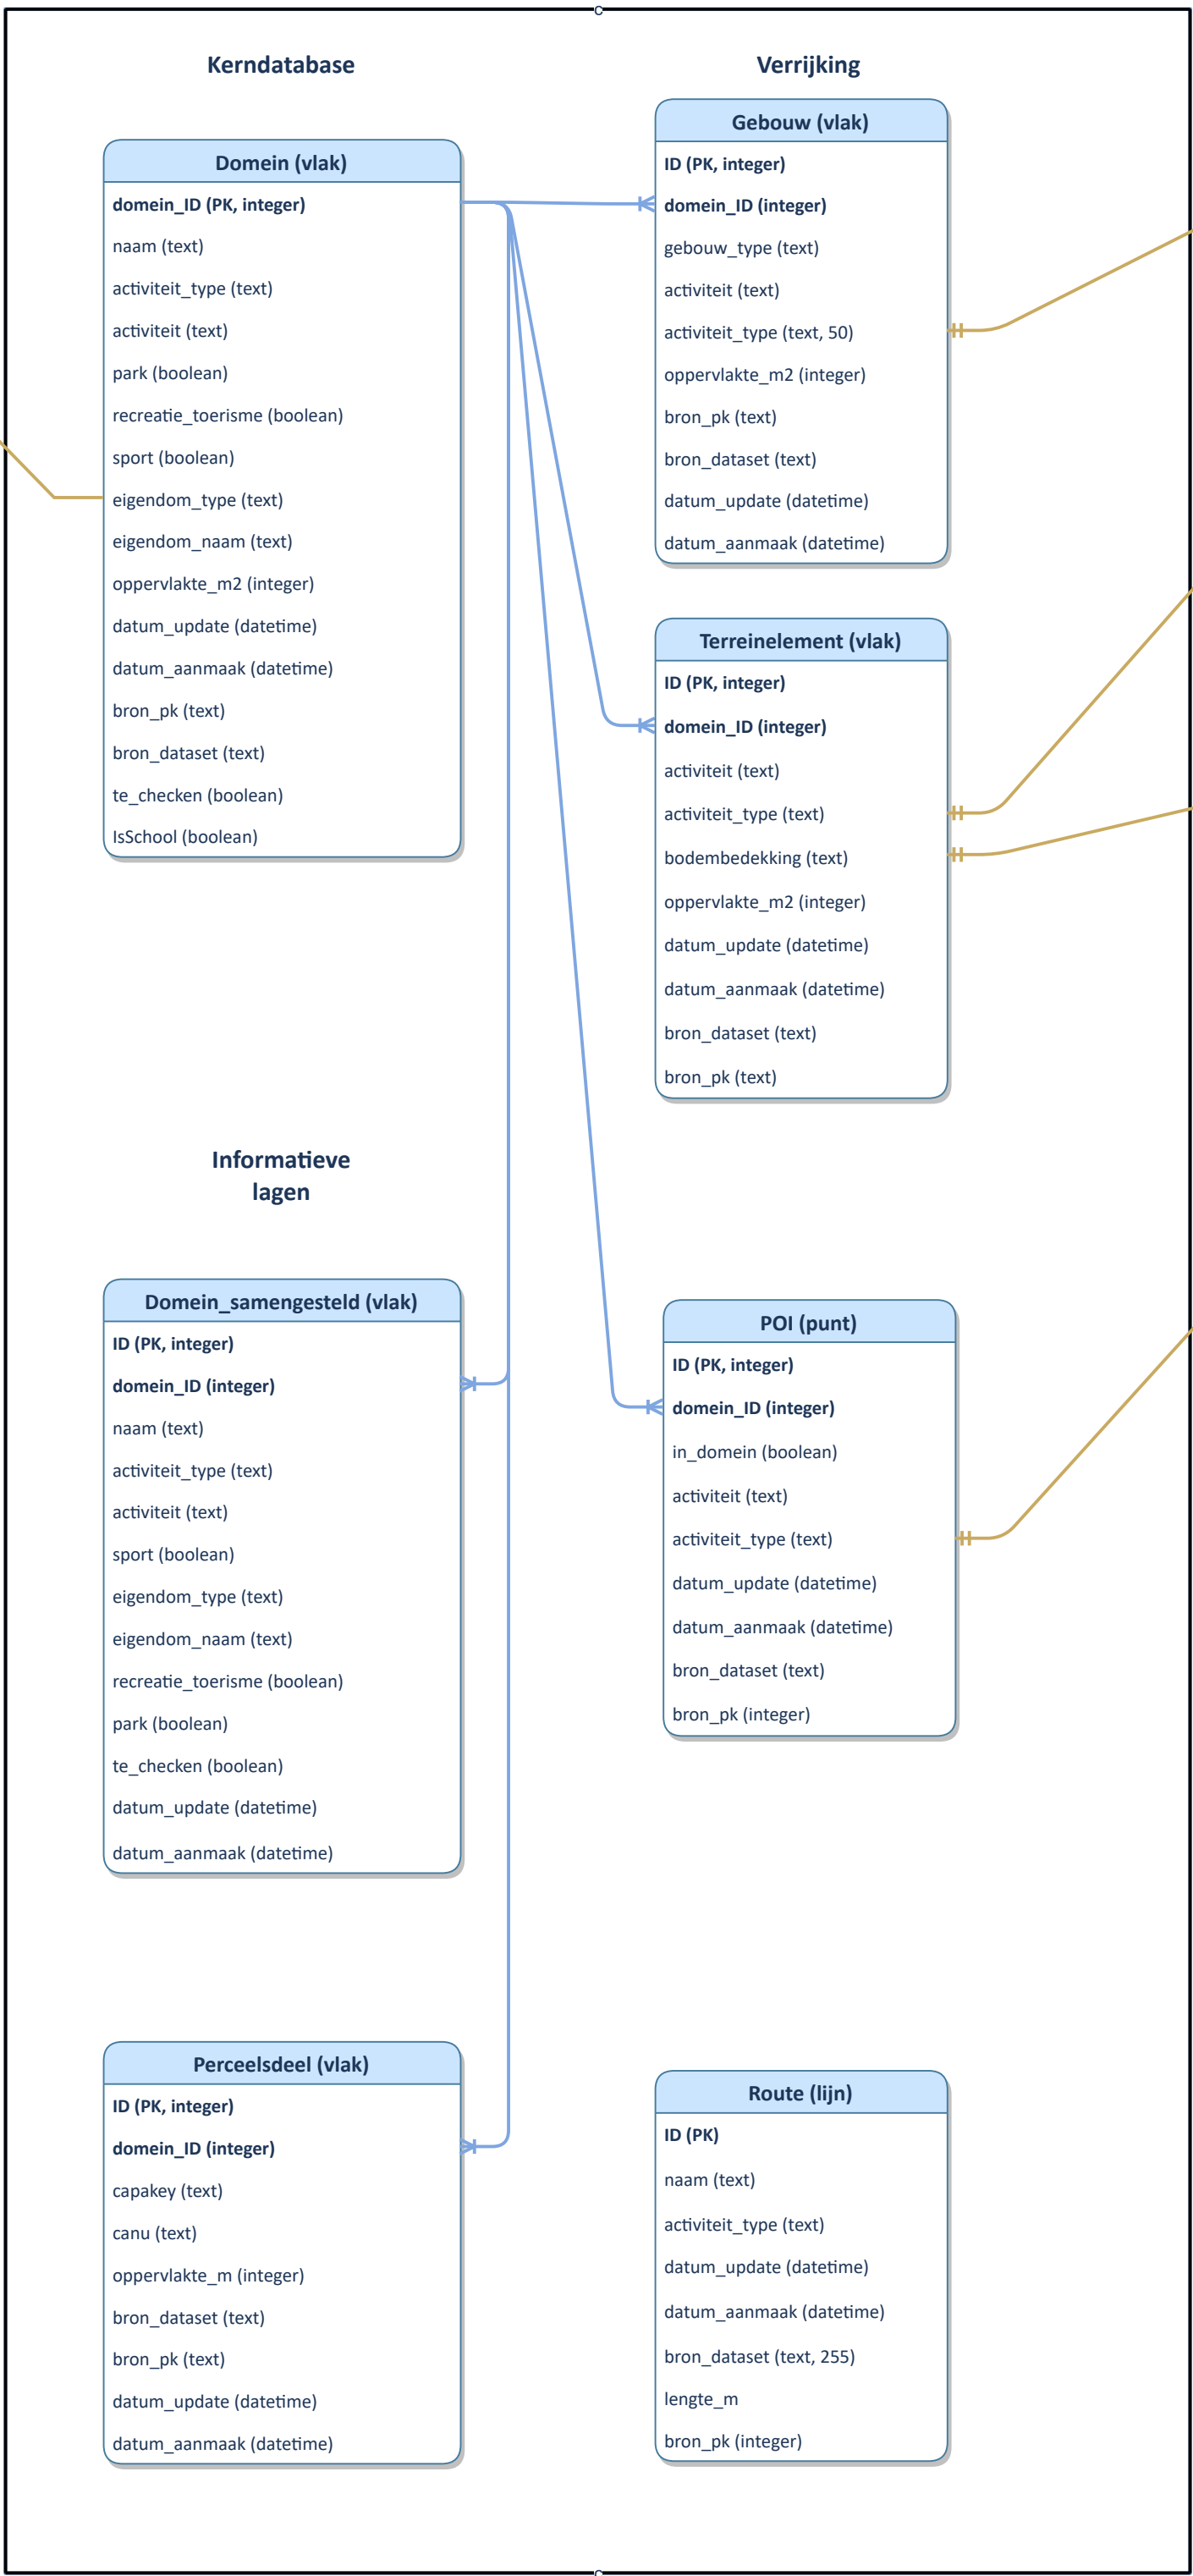 c
Kerndatabase
Domein (vlak)
domein_ID (PK, integer)
naam (text)
activiteit_type (text)
activiteit (text)
park (boolean)
recreatie_toerisme (boolean)
sport (boolean)
eigendom_type (text)
eigendom_naam (text)
oppervlakte_m2 (integer)
datum_update (datetime)
datum_aanmaak (datetime)
bron_pk (text)
bron_dataset (text)
te_checken (boolean)
IsSchool (boolean)
Verrijking
Gebouw (vlak)
ID (PK, integer)
domein_ID (integer)
gebouw_type (text)
activiteit (text)
activiteit_type (text, 50)
oppervlakte_m2 (integer)
bron_pk (text)
bron_dataset (text)
datum_update (datetime)
datum_aanmaak (datetime)
Terreinelement (vlak)
ID (PK, integer)
domein_ID (integer)
activiteit (text)
activiteit_type (text)
bodembedekking (text)
oppervlakte_m2 (integer)
datum_update (datetime)
datum_aanmaak (datetime)
bron_dataset (text)
bron_pk (text)
Informatieve
lagen
Domein_samengesteld (vlak)
ID (PK, integer)
domein_ID (integer)
naam (text)
activiteit_type (text)
activiteit (text)
sport (boolean)
eigendom_type (text)
eigendom_naam (text)
recreatie_toerisme (boolean)
park (boolean)
te_checken (boolean)
datum_update (datetime)
datum_aanmaak (datetime)
POI (punt)
ID (PK, integer)
domein_ID (integer)
in_domein (boolean)
activiteit (text)
activiteit_type (text)
datum_update (datetime)
datum_aanmaak (datetime)
bron_dataset (text)
bron_pk (integer)
Perceelsdeel (vlak)
ID (PK, integer)
domein_ID (integer)
capakey (text)
canu (text)
oppervlakte_m (integer)
bron_dataset (text)
bron_pk (text)
datum_update (datetime)
datum_aanmaak (datetime)
Route (lijn)
ID (PK)
naam (text)
activiteit_type (text)
datum_update (datetime)
datum_aanmaak (datetime)
bron_dataset (text, 255)
lengte_m
bron_pk (integer)